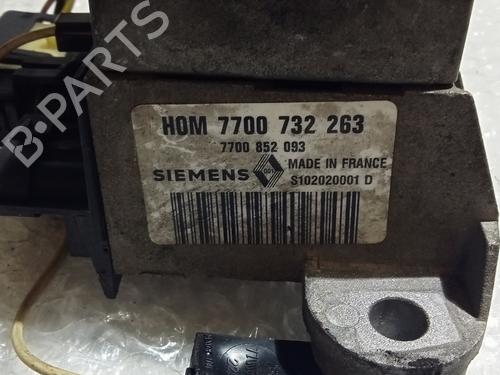 HOM 7700 732 263
7700 852 093
SIEMENS MADE IN FRANCE
S102020001 D
B-PARTS